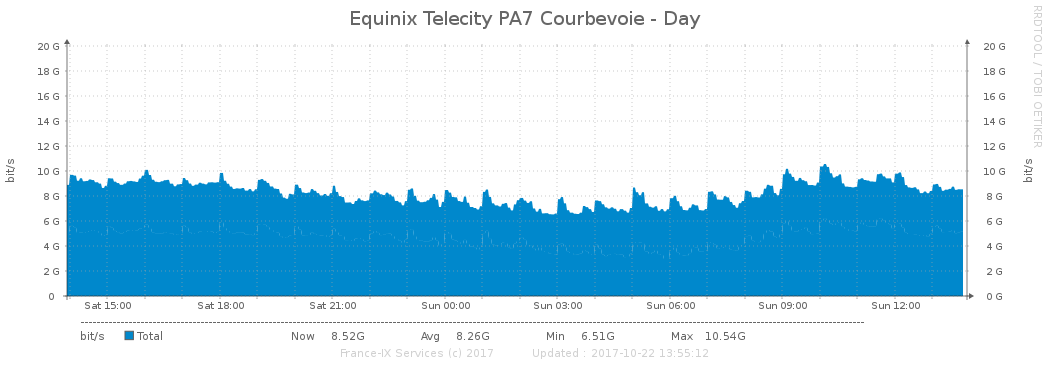 Equinix Telecity PA7 Courbevoie - Day
RRDTOOL / TOBI OETIKER
bit/s
bit/s
20 G 20 G
18 G 18 G
16 G 16 G
14 G 14 G
12 G 12 G
10 G 10 G
8 G 8 G
6 G 6 G
4 G 4 G
2 G 2 G
0 0 G
Sat 15:00 Sat 18:00 Sat 21:00 Sun 00:00 Sun 03:00 Sun 06:00 Sun 09:00 Sun 12:00
bit/s Total Now 8.52G Avg 8.26G Min 6.51G Max 10.54G
France-IX Services (c) 2017 Updated : 2017-10-22 13:55:12